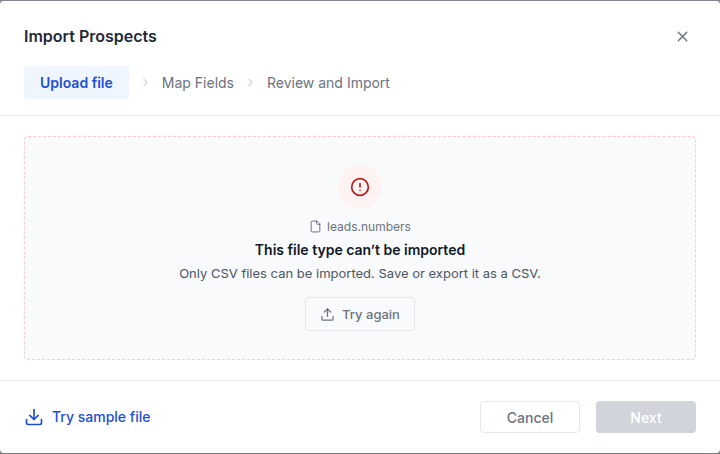 Import Prospects
Upload file
Map Fields
Review and Import
leads.numbers
This file type can’t be imported
Only CSV files can be imported. Save or export it as a CSV.
Try again
Try sample file
Cancel
Next